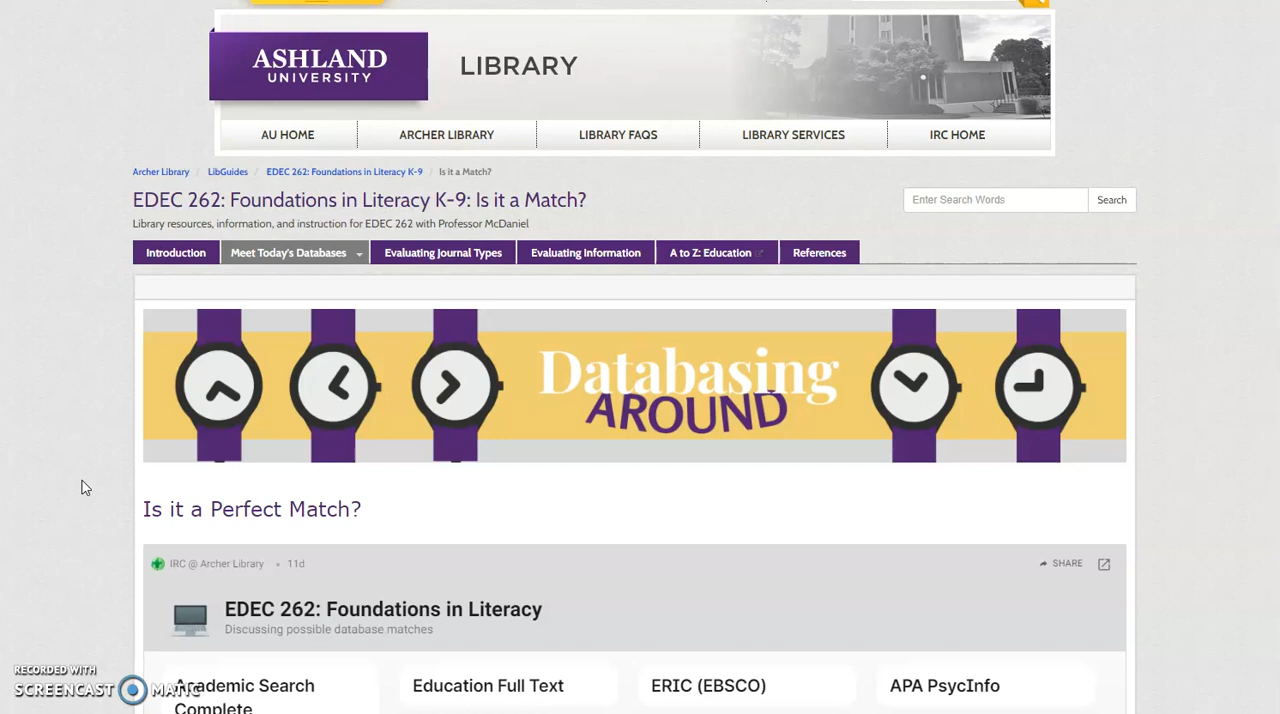 ASHLAND
UNIVERSITY
LIBRARY
AU HOME
ARCHER LIBRARY
LIBRARY FAQS
LIBRARY SERVICES
IRC HOME
Archer Library / LibGuides / EDEC 262: Foundations in Literacy K-9 / Is it a Match?
EDEC 262: Foundations in Literacy K-9: Is it a Match?
Enter Search Words
Search
Library resources, information, and instruction for EDEC 262 with Professor McDaniel
Introduction
Meet Today's Databases
Evaluating Journal Types
Evaluating Information
A to Z: Education
References
Databasing
AROUND
Is it a Perfect Match?
IRC @ Archer Library • 11d
SHARE
EDEC 262: Foundations in Literacy
Discussing possible database matches
Academic Search
Complete
Education Full Text
ERIC (EBSCO)
APA PsycInfo
RECORDED WITH
SCREENCAST MATIC